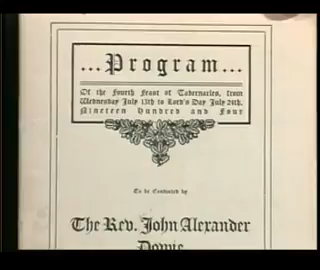 ...Program...
Of the Fourth Feast of Tabernacles, from
Wednesday July 13th to Lord's Day July 24th,
Nineteen Hundred and Four
To be Conducted by
The Rev. John Alexander
Dowie